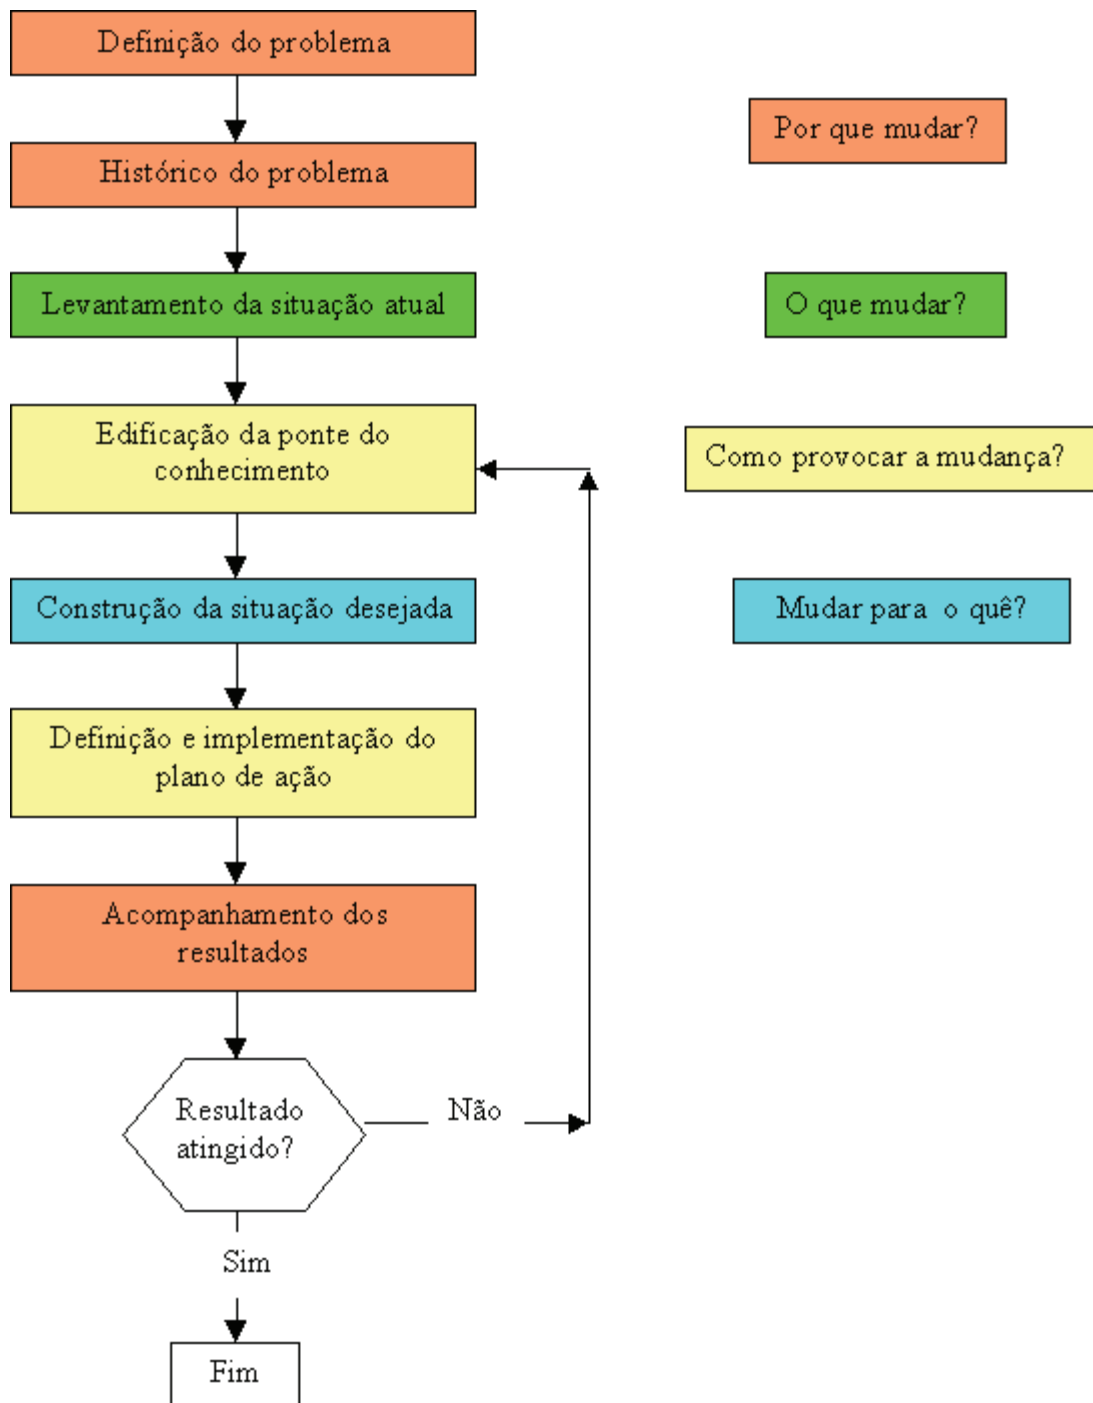 Definição do problema
Por que mudar?
Histórico do problema
Levantamento da situação atual
O que mudar?
Edificação da ponte do
conhecimento
Como provocar a mudança?
Construção da situação desejada
Mudar para o quê?
Definição e implementação do
plano de ação
Acompanhamento dos
resultados
Resultado
atingido?
Não
Sim
Fim